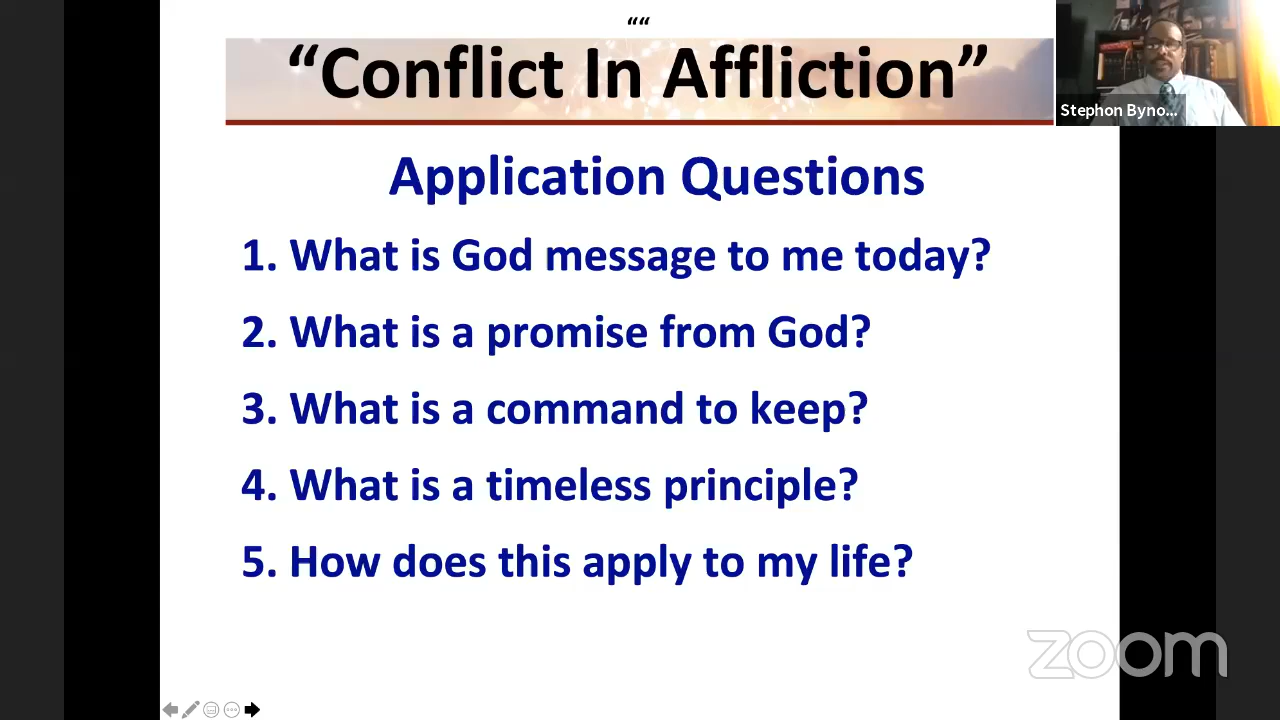 ““
“Conflict In Affliction”
Stephon Byno...
Application Questions
1. What is God message to me today?
2. What is a promise from God?
3. What is a command to keep?
4. What is a timeless principle?
5. How does this apply to my life?
zoom